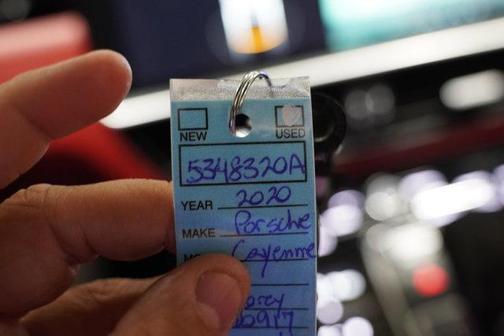 NEW USED
5348320A
YEAR 2020
MAKE Porsche
Cayenne